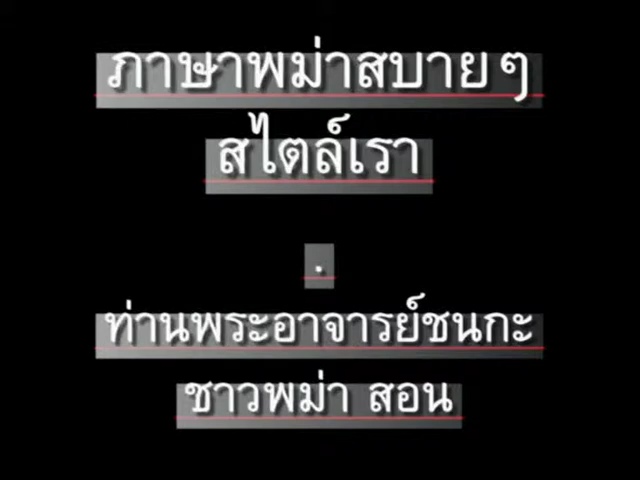 ภาษาพม่าสบายๆ
สไตล์เรา
.
ท่านพระอาจารย์ชนกะ
ชาวพม่า สอน